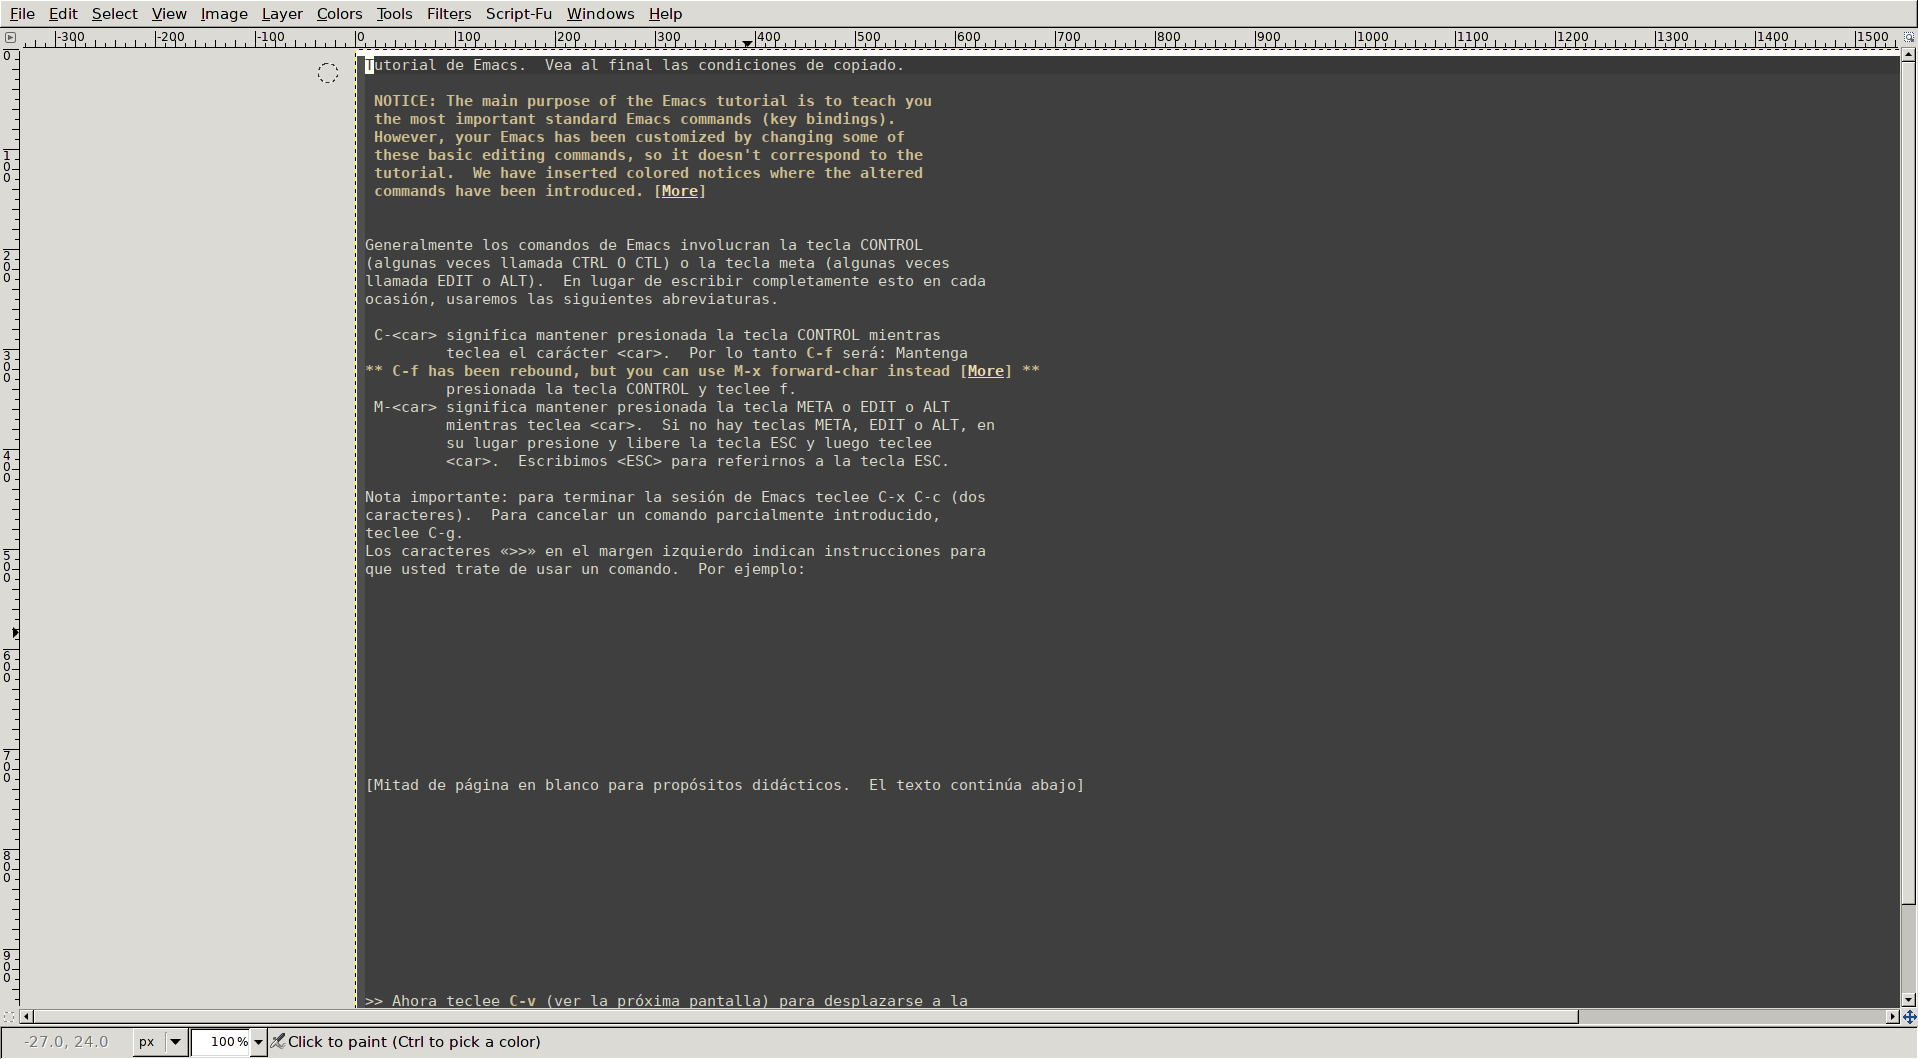 File Edit Select View Image Layer Colors Tools Filters Script-Fu Windows Help
-300 -200 -100 0 100 200 300 400 500 600 700 800 900 1000 1100 1200 1300 1400 1500
0
100
200
300
400
500
600
700
800
900
Tutorial de Emacs.  Vea al final las condiciones de copiado.
NOTICE: The main purpose of the Emacs tutorial is to teach you
the most important standard Emacs commands (key bindings).
However, your Emacs has been customized by changing some of
these basic editing commands, so it doesn't correspond to the
tutorial.  We have inserted colored notices where the altered
commands have been introduced. [More]
Generalmente los comandos de Emacs involucran la tecla CONTROL
(algunas veces llamada CTRL O CTL) o la tecla meta (algunas veces
llamada EDIT o ALT).  En lugar de escribir completamente esto en cada
ocasión, usaremos las siguientes abreviaturas.
C-<car> significa mantener presionada la tecla CONTROL mientras
teclea el carácter <car>.  Por lo tanto C-f será: Mantenga
** C-f has been rebound, but you can use M-x forward-char instead [More] **
presionada la tecla CONTROL y teclee f.
M-<car> significa mantener presionada la tecla META o EDIT o ALT
mientras teclea <car>.  Si no hay teclas META, EDIT o ALT, en
su lugar presione y libere la tecla ESC y luego teclee
<car>.  Escribimos <ESC> para referirnos a la tecla ESC.
Nota importante: para terminar la sesión de Emacs teclee C-x C-c (dos
caracteres).  Para cancelar un comando parcialmente introducido,
teclee C-g.
Los caracteres «>>» en el margen izquierdo indican instrucciones para
que usted trate de usar un comando.  Por ejemplo:
[Mitad de página en blanco para propósitos didácticos.  El texto continúa abajo]
>> Ahora teclee C-v (ver la próxima pantalla) para desplazarse a la
-27.0, 24.0 px 100 % Click to paint (Ctrl to pick a color)